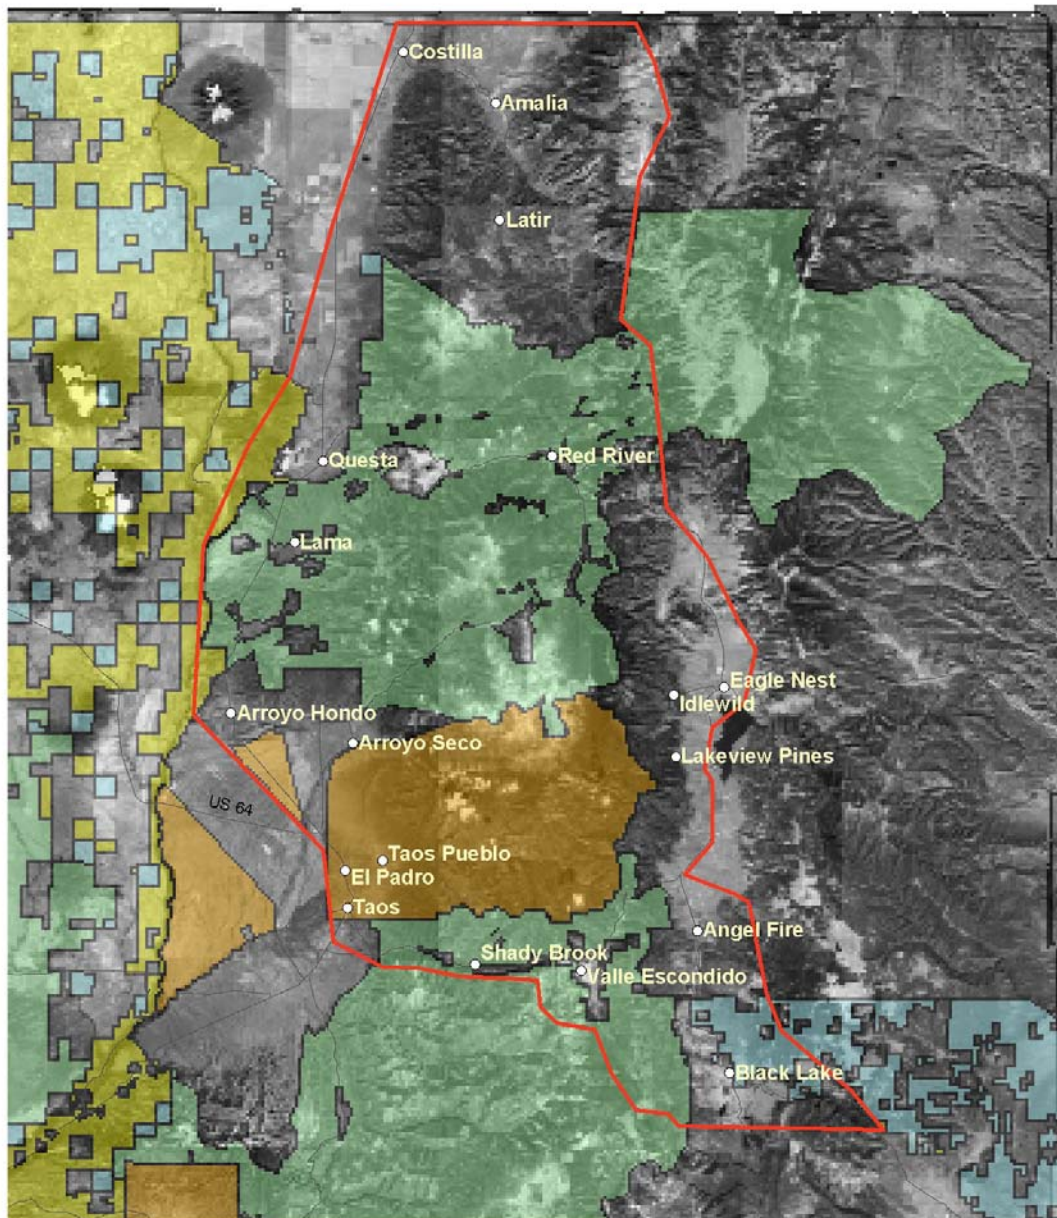 Costilla
Amalia
Latir
Questa
Red River
Lama
Eagle Nest
Idlewild
Arroyo Hondo
Arroyo Seco
Lakeview Pines
US 64
Taos Pueblo
El Padro
Taos
Angel Fire
Shady Brook
Valle Escondido
Black Lake